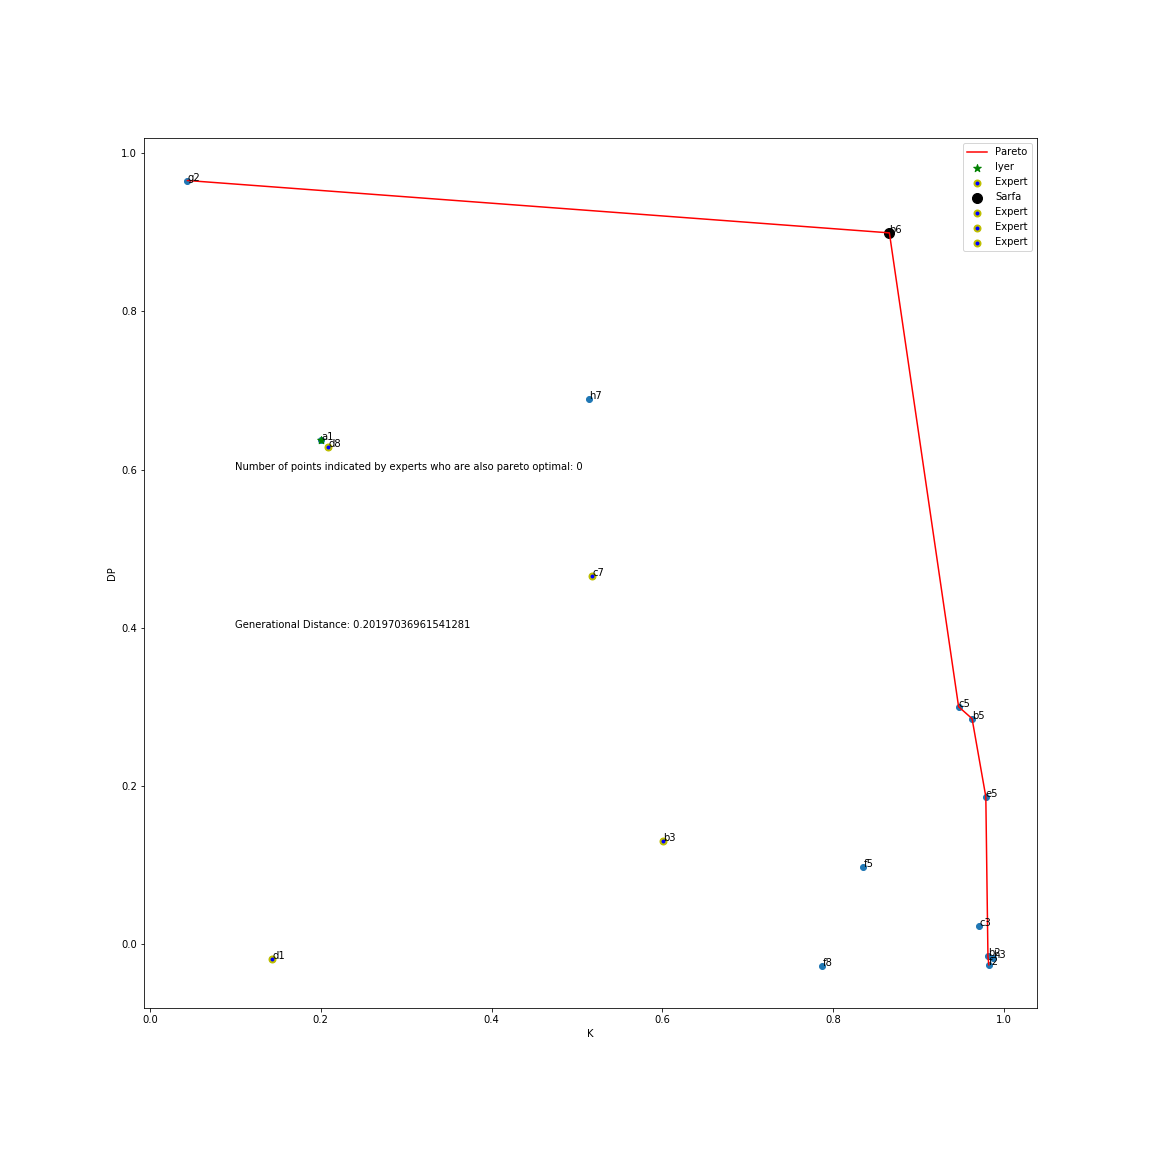 1.0
0.8
0.6
0.4
0.2
0.0
DP
0.0
0.2
0.4
0.6
0.8
1.0
K
Pareto
Iyer
Expert
Sarfa
Expert
Expert
Expert
g2
h7
a1
d8
Number of points indicated by experts who are also pareto optimal: 0
c7
Generational Distance: 0.20197036961541281
c5
b5
e5
b3
f5
c3
d1
f8
f2